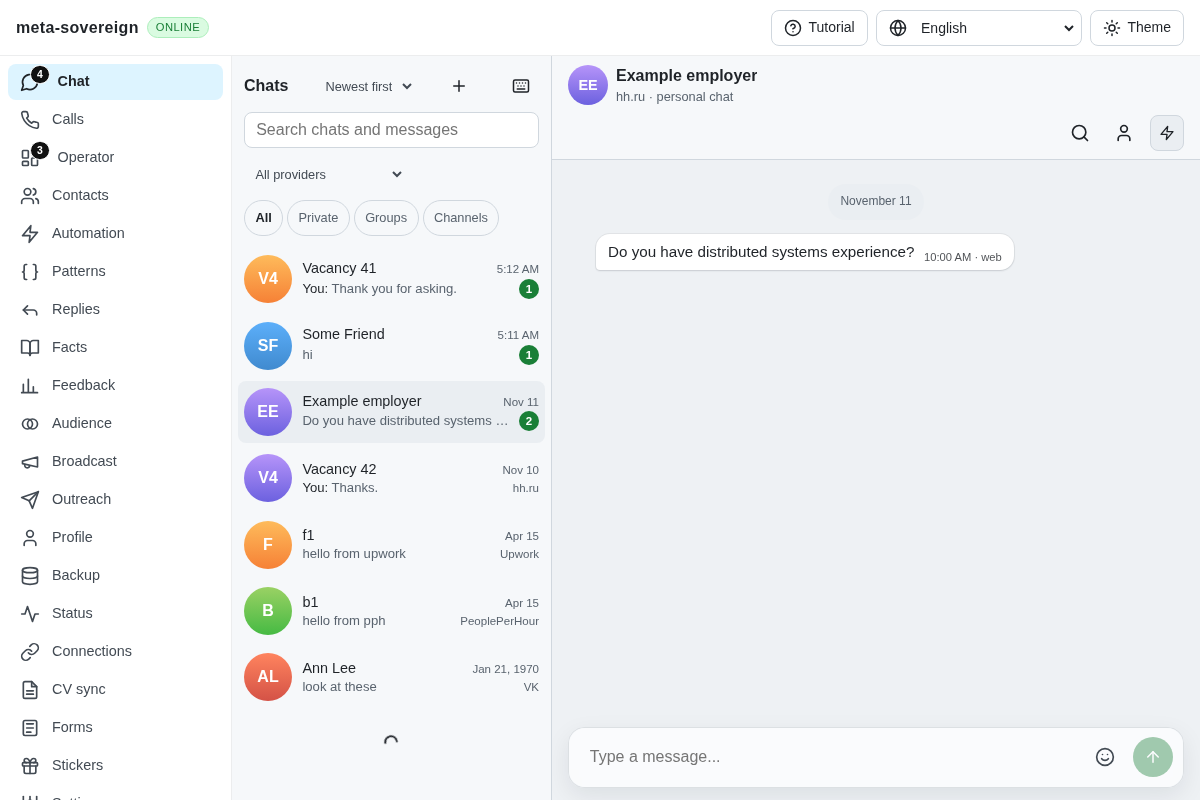 meta-sovereign ONLINE Tutorial English Theme
4 Chat
Calls
3 Operator
Contacts
Automation
Patterns
Replies
Facts
Feedback
Audience
Broadcast
Outreach
Profile
Backup
Status
Connections
CV sync
Forms
Stickers
Chats Newest first
Search chats and messages
All providers
All Private Groups Channels
V4 Vacancy 41 5:12 AM
You: Thank you for asking. 1
SF Some Friend 5:11 AM
hi 1
EE Example employer Nov 11
Do you have distributed systems … 2
V4 Vacancy 42 Nov 10
You: Thanks. hh.ru
F f1 Apr 15
hello from upwork Upwork
B b1 Apr 15
hello from pph PeoplePerHour
AL Ann Lee Jan 21, 1970
look at these VK
EE Example employer
hh.ru · personal chat
November 11
Do you have distributed systems experience? 10:00 AM · web
Type a message...